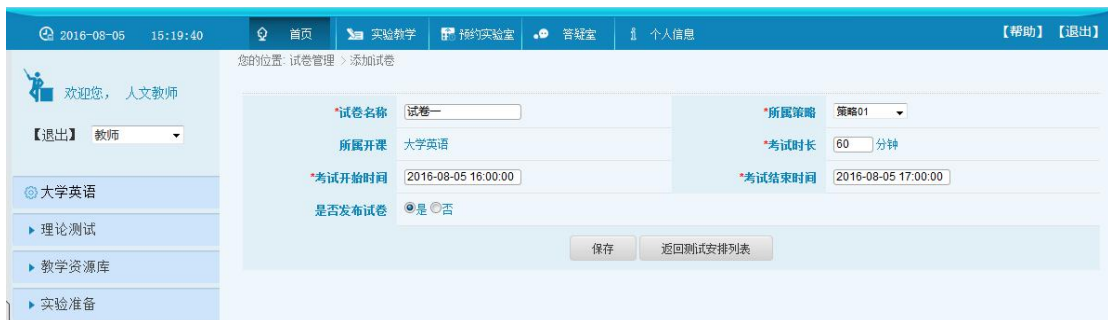 2016-08-05 15:19:40 首页 实验教学 预约实验室 答疑室 个人信息 【帮助】 【退出】
您的位置: 试卷管理 > 添加试卷
欢迎您， 人文教师
【退出】 教师
大学英语
理论测试
教学资源库
实验准备
*试卷名称 试卷一 *所属策略 策略01
所属开课 大学英语 *考试时长 60 分钟
*考试开始时间 2016-08-05 16:00:00 *考试结束时间 2016-08-05 17:00:00
是否发布试卷 是 否
保存 返回测试安排列表